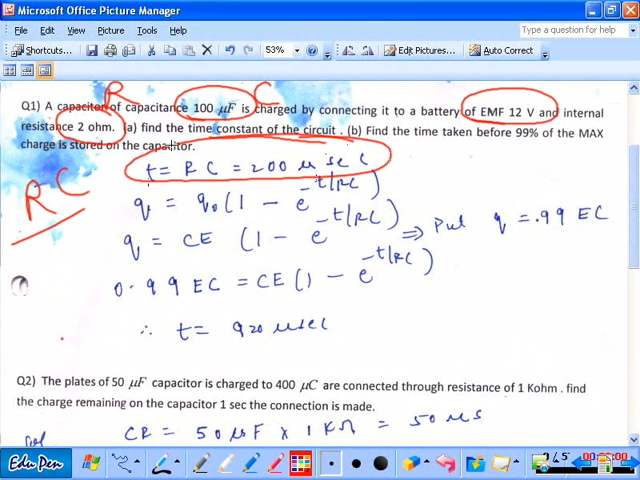 Microsoft Office Picture Manager
File Edit View Picture Tools Help
Type a question for help
Shortcuts... 53% Edit Pictures... Auto Correct
R C
Q1) A capacitor of capacitance 100 μF is charged by connecting it to a battery of EMF 12 V and internal
resistance 2 ohm. (a) find the time constant of the circuit. (b) Find the time taken before 99% of the MAX
charge is stored on the capacitor.
RC
t = RC = 200 μ sec
q = q₀ (1 - e^-t/RC)
q = CE (1 - e^-t/RC) ⇒ Put q = .99 EC
0.99 EC = CE (1 - e^-t/RC)
∴ t = 920 μsec
Q2) The plates of 50 μF capacitor is charged to 400 μC are connected through resistance of 1 Kohm. find
the charge remaining on the capacitor 1 sec the connection is made.
Sol
CR = 50 μF × 1 KΩ = 50 ms
Edu Pen